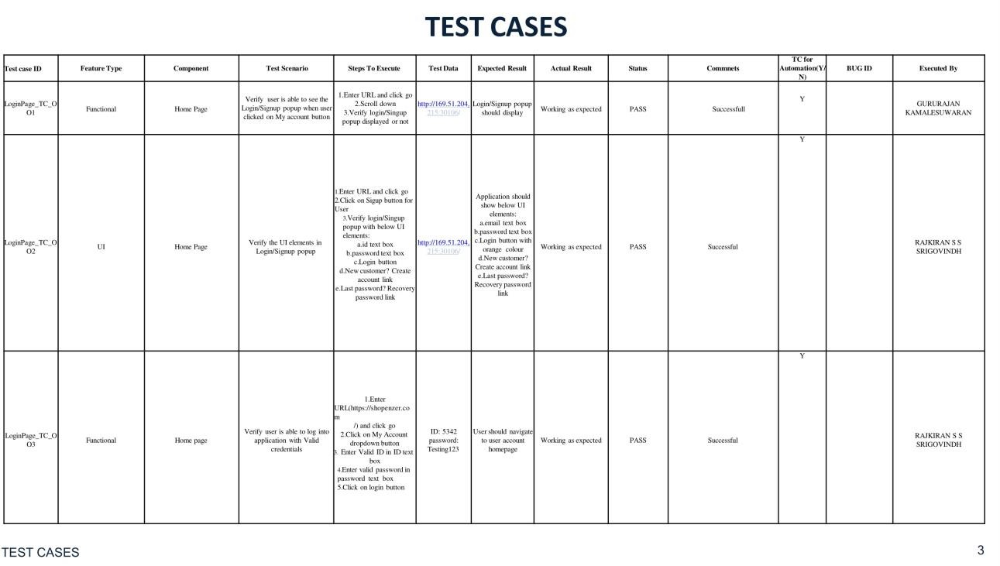 TEST CASES
Test case ID
Feature Type
Component
Test Scenario
Steps To Execute
Test Data
Expected Result
Actual Result
Status
Commnets
TC for
Automation(Y/
N)
BUG ID
Executed By
LoginPage_TC_O
O1
Functional
Home Page
Verify user is able to see the
Login/Signup popup when user
clicked on My account button
1.Enter URL and click go
2.Scroll down
3.Verify login/Singup
popup displayed or not
http://169.51.204.
215:30106/
Login/Signup popup
should display
Working as expected
PASS
Successfull
Y
GURURAJAN
KAMALESUWARAN
LoginPage_TC_O
O2
UI
Home Page
Verify the UI elements in
Login/Signup popup
1.Enter URL and click go
2.Click on Sigup button for
User
3.Verify login/Singup
popup with below UI
elements:
a.id text box
b.password text box
c.Login button
d.New customer? Create
account link
e.Last password? Recovery
password link
http://169.51.204.
215:30106/
Application should
show below UI
elements:
a.email text box
b.password text box
c.Login button with
orange colour
d.New customer?
Create account link
e.Last password?
Recovery password
link
Working as expected
PASS
Successful
Y
RAJKIRAN S S
SRIGOVINDH
LoginPage_TC_O
O3
Functional
Home page
Verify user is able to log into
application with Valid
credentials
1.Enter
URL(https://shopenzer.co
m
/) and click go
2.Click on My Account
dropdown button
3. Enter Valid ID in ID text
box
4.Enter valid password in
password text box
5.Click on login button
ID: 5342
password:
Testing123
User should navigate
to user account
homepage
Working as expected
PASS
Successful
Y
RAJKIRAN S S
SRIGOVINDH
TEST CASES
3